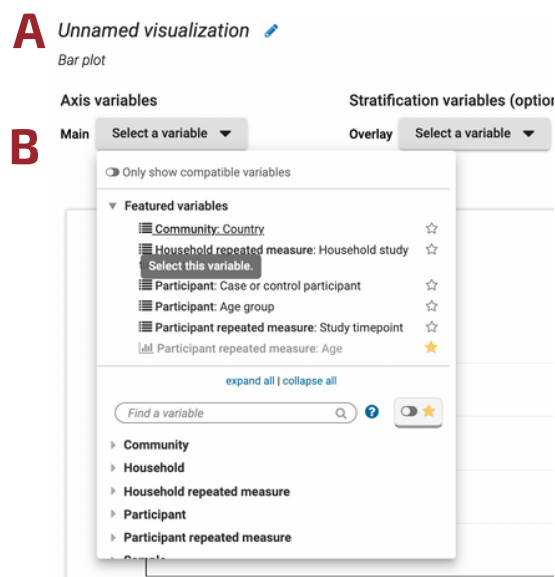 A
Unnamed visualization
Bar plot
Axis variables
Stratification variables (option
B
Main Select a variable
Overlay Select a variable
Only show compatible variables
Featured variables
Community: Country
Household repeated measure: Household study
Select this variable.
Participant: Case or control participant
Participant: Age group
Participant repeated measure: Study timepoint
Participant repeated measure: Age
expand all | collapse all
Find a variable
Community
Household
Household repeated measure
Participant
Participant repeated measure